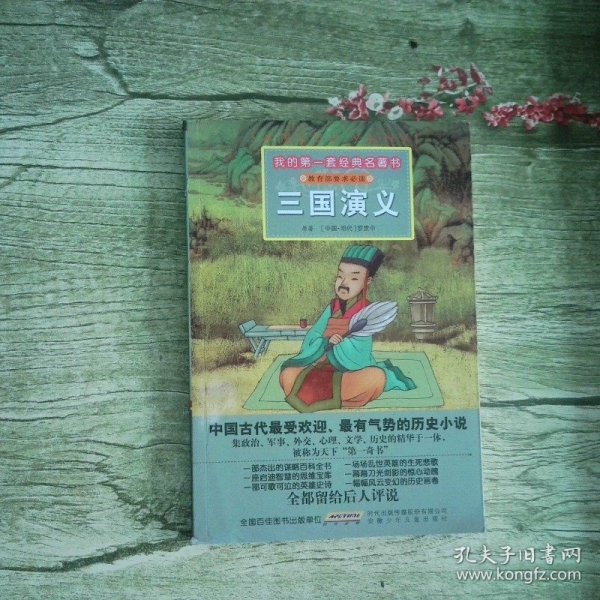 我的第一套经典名著书
教育部要求必读
三国演义
原著 [中国·明代]罗贯中
中国古代最受欢迎、最有气势的历史小说
集政治、军事、外交、心理、文学、历史的精华于一体，
被称为天下“第一奇书”
一部杰出的谋略百科全书 一场场乱世英雄的生死悲歌
一座启迪智慧的思维宝库 一幕幕刀光剑影的惊心动魄
一部可歌可泣的英雄史诗 一幅幅风云变幻的历史画卷
全都留给后人评说
全国百佳图书出版单位
时代出版传媒股份有限公司
安徽少年儿童出版社
孔夫子旧书网
www.kongfz.com